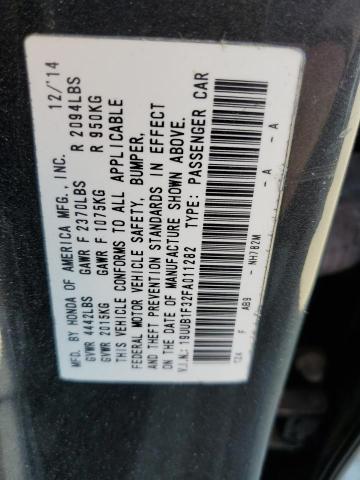 MFD. BY HONDA OF AMERICA MFG., INC. 12/'14
GVWR 4442LBS GAWR F 2370LBS R 2094LBS
GVWR 2015KG GAWR F 1075KG R 950KG
THIS VEHICLE CONFORMS TO ALL APPLICABLE
FEDERAL MOTOR VEHICLE SAFETY, BUMPER,
AND THEFT PREVENTION STANDARDS IN EFFECT
ON THE DATE OF MANUFACTURE SHOWN ABOVE.
V.I.N.: 19UUB1F32FA011282 TYPE: PASSENGER CAR
TZ4 F AB9 - NH782M - A - A